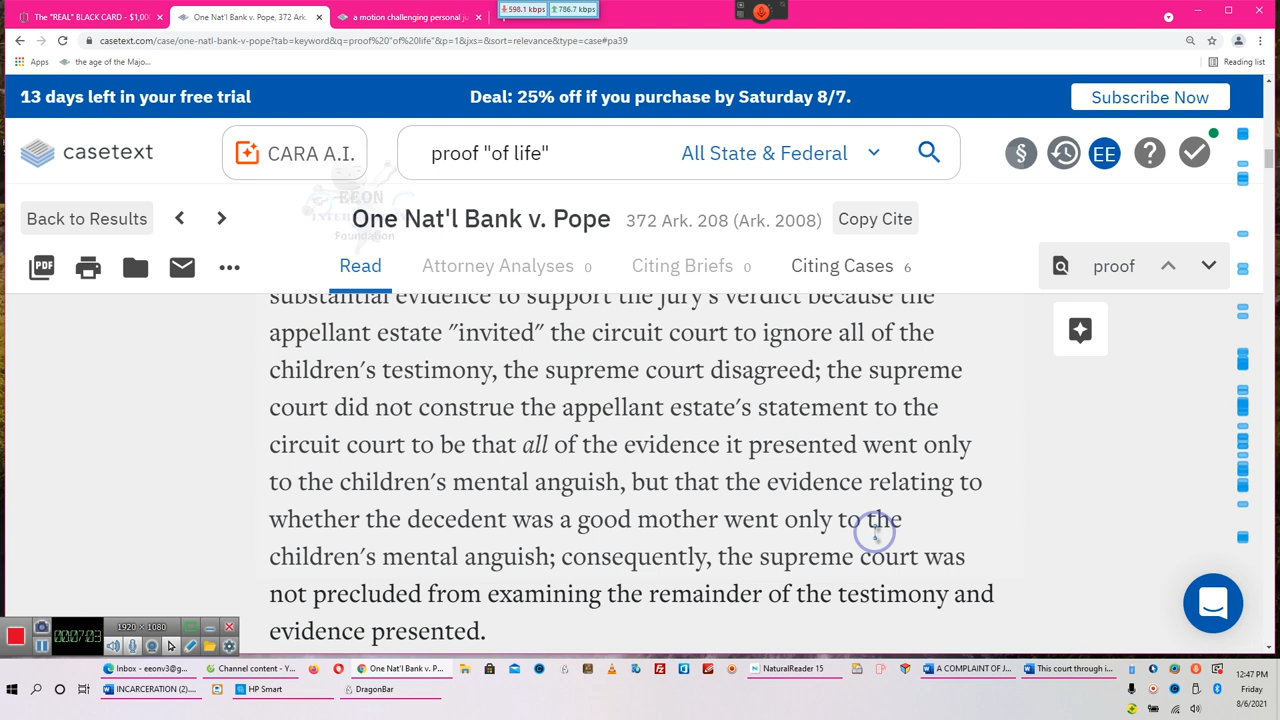 The "REAL" BLACK CARD - $1,00
One Nat'l Bank v. Pope, 372 Ark.
a motion challenging personal ju
598.1 kbps
786.7 kbps
casetext.com/case/one-natl-bank-v-pope?tab=keyword&q=proof%20"of%20life"&p=1&jxs=&sort=relevance&type=case#pa39
Apps
the age of the Majo...
Reading list
13 days left in your free trial
Deal: 25% off if you purchase by Saturday 8/7.
Subscribe Now
casetext
CARA A.I.
proof "of life"
All State & Federal
§
EE
?
EEON
Foundation
Back to Results
One Nat'l Bank v. Pope
372 Ark. 208 (Ark. 2008)
Copy Cite
PDF
Read
Attorney Analyses 0
Citing Briefs 0
Citing Cases 6
proof
substantial evidence to support the jury's verdict because the
appellant estate "invited" the circuit court to ignore all of the
children's testimony, the supreme court disagreed; the supreme
court did not construe the appellant estate's statement to the
circuit court to be that all of the evidence it presented went only
to the children's mental anguish, but that the evidence relating to
whether the decedent was a good mother went only to the
children's mental anguish; consequently, the supreme court was
not precluded from examining the remainder of the testimony and
evidence presented.
1920 × 1080
00:07:03
Inbox - eeonv3@g...
Channel content - Y...
One Nat'l Bank v. P...
NaturalReader 15
A COMPLAINT OF J...
This court through i...
12:47 PM
INCARCERATION (2)....
HP Smart
DragonBar
Friday
8/6/2021